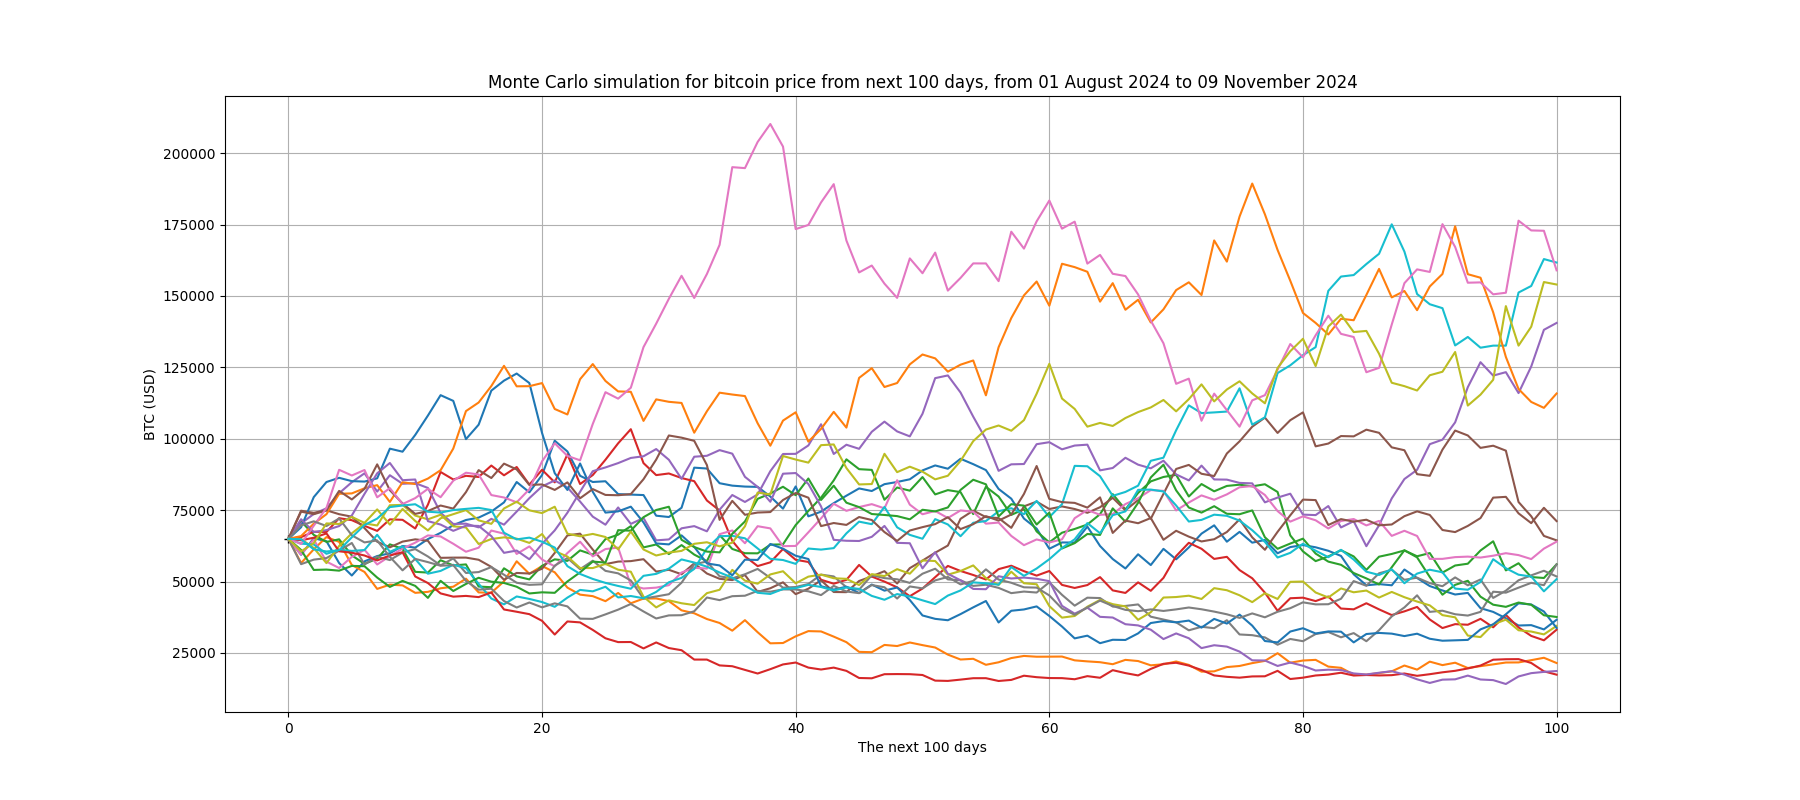 Monte Carlo simulation for bitcoin price from next 100 days, from 01 August 2024 to 09 November 2024
200000
175000
150000
125000
100000
75000
50000
25000
BTC (USD)
0 20 40 60 80 100
The next 100 days